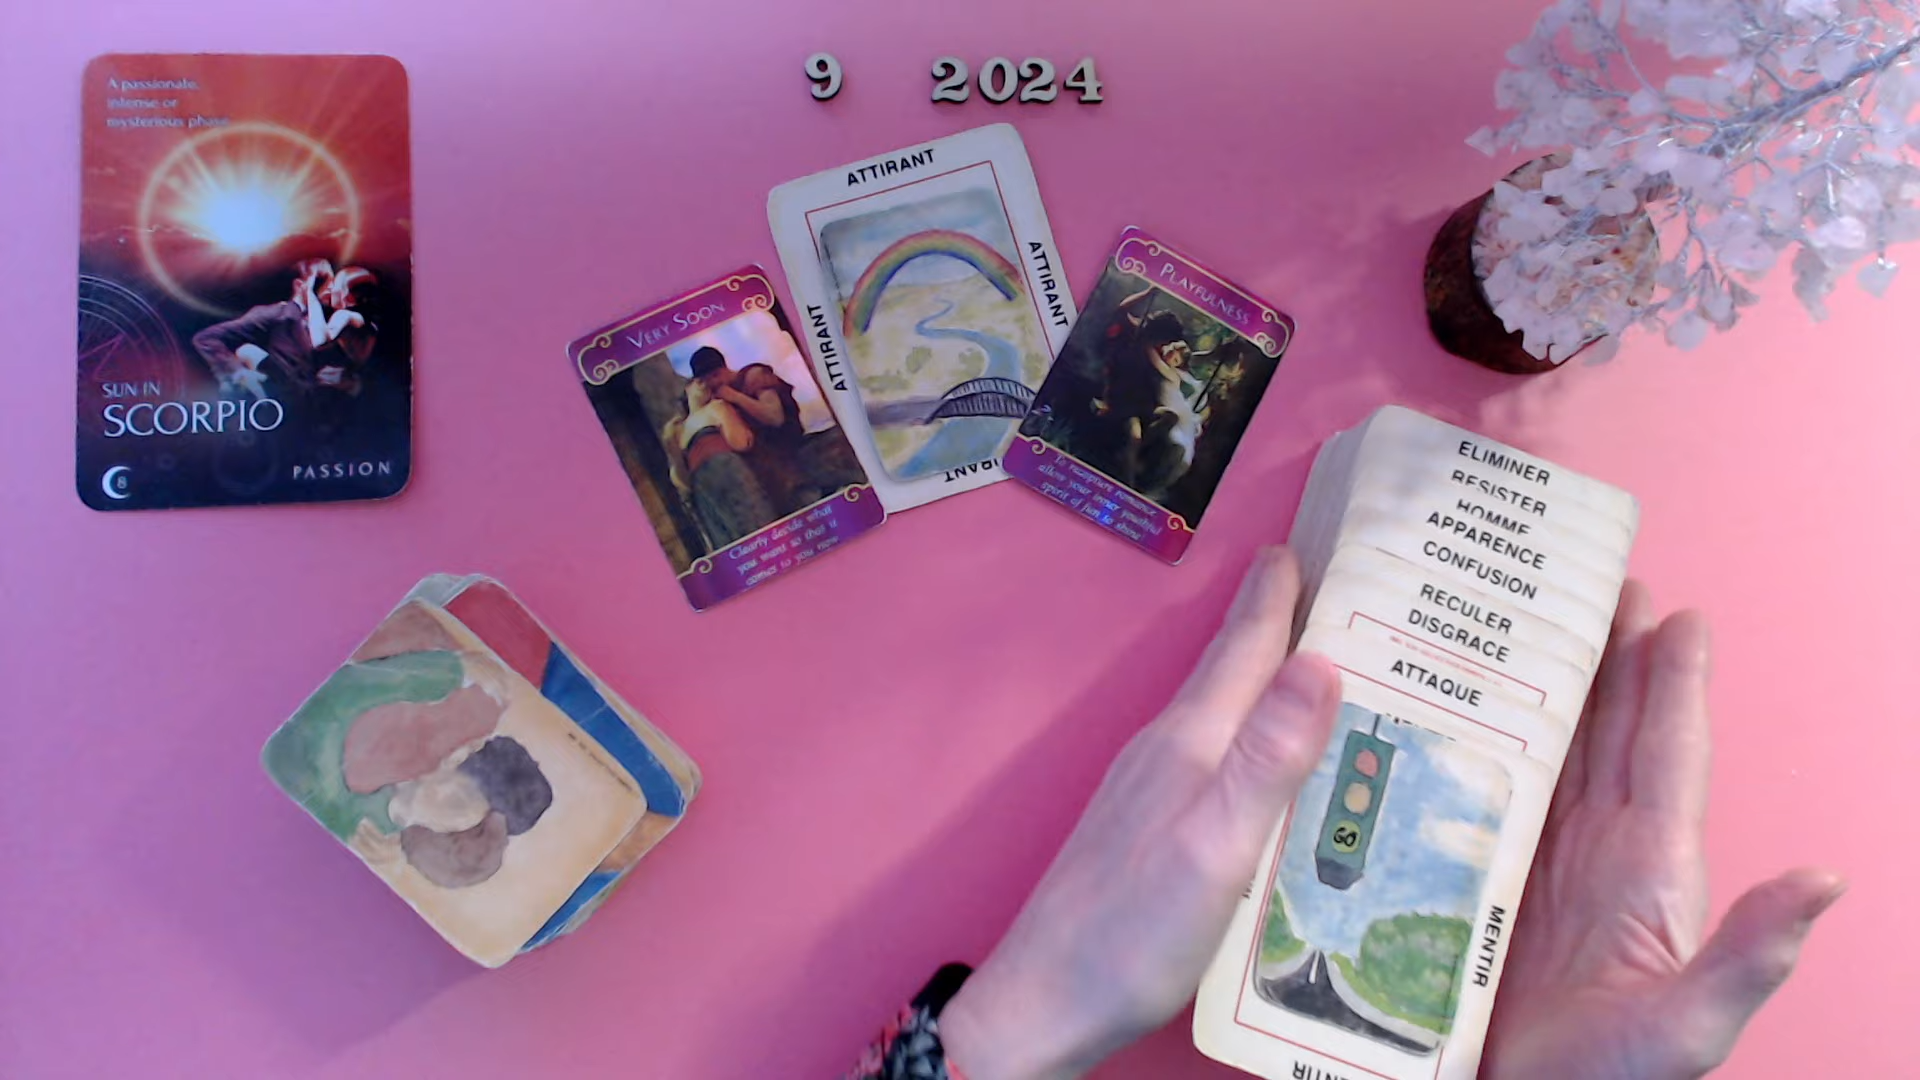 A passionate,
intense or
mysterious phase
SUN IN
SCORPIO
8
PASSION
9 2024
VERY SOON
Clearly decide what
you want so that it
comes to you now
ATTIRANT
ATTIRANT
ATTIRANT
RANT
PLAYFULNESS
To recapture romance,
allow your inner youthful
spirit of fun to shine!
ELIMINER
RESISTER
HOMME
APPARENCE
CONFUSION
RECULER
DISGRACE
ATTAQUE
GO
MENTIR
ENTIR